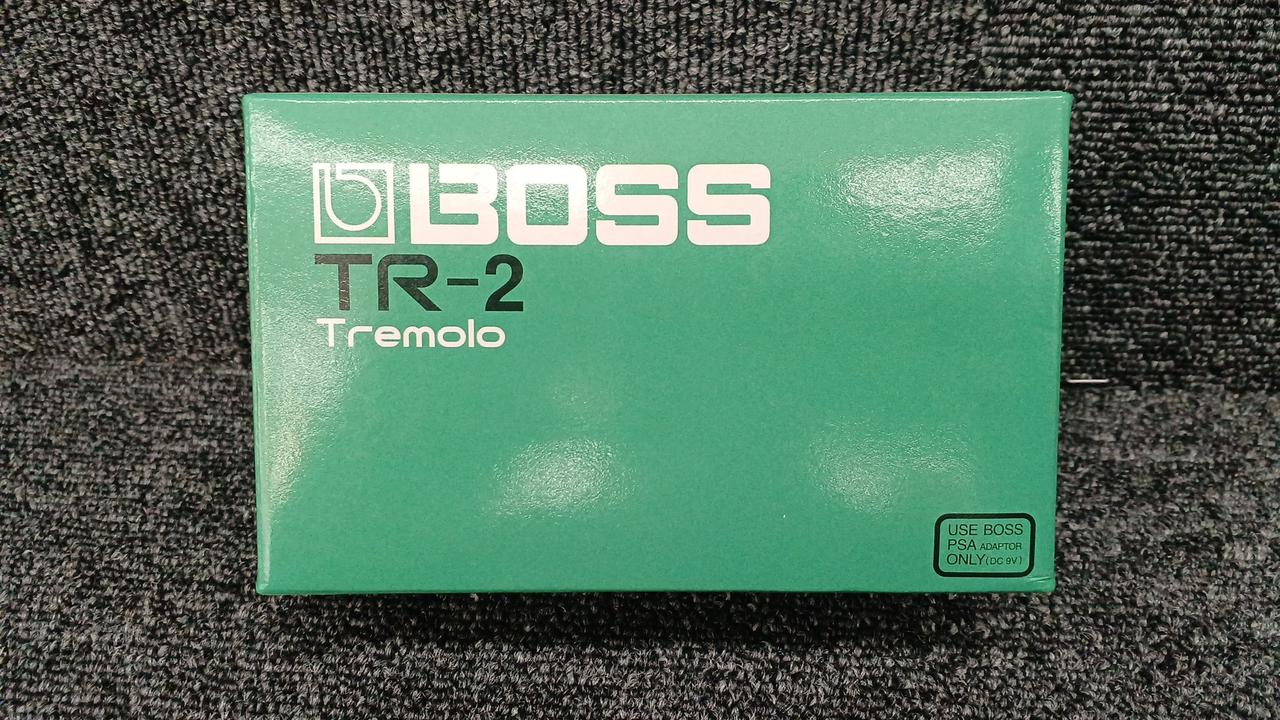 BOSS
TR-2
Tremolo
USE BOSS
PSA ADAPTOR
ONLY(DC 9V)